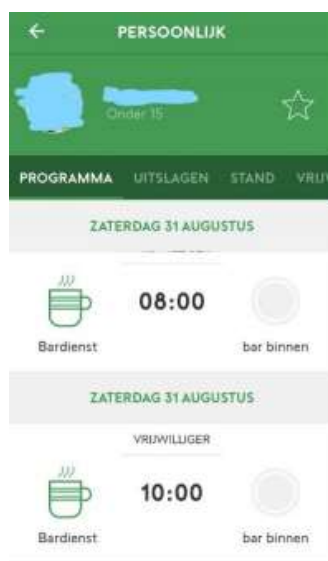 PERSOONLIJK
Onder 15
PROGRAMMA UITSLAGEN STAND VRIJW
ZATERDAG 31 AUGUSTUS
08:00
Bardienst bar binnen
ZATERDAG 31 AUGUSTUS
VRIJWILLIGER
10:00
Bardienst bar binnen